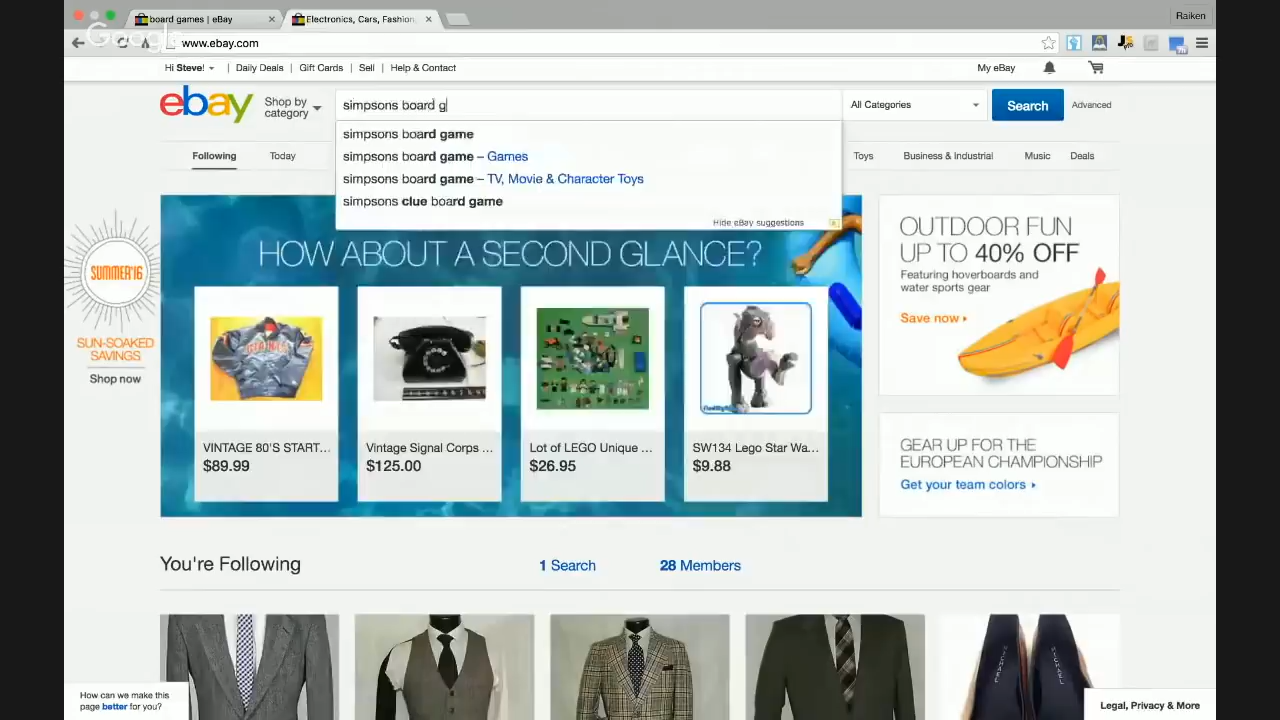 board games | eBay
Electronics, Cars, Fashion,
Raiken
Google
www.ebay.com
Hi Steve! | Daily Deals | Gift Cards | Sell | Help & Contact
My eBay
ebay
Shop by
category
simpsons board g
All Categories
Search
Advanced
simpsons board game
simpsons board game – Games
simpsons board game – TV, Movie & Character Toys
simpsons clue board game
Hide eBay suggestions
Following
Today
Toys
Business & Industrial
Music
Deals
SUMMER'16
SUN-SOAKED
SAVINGS
Shop now
HOW ABOUT A SECOND GLANCE?
VINTAGE 80'S START...
$89.99
Vintage Signal Corps ...
$125.00
Lot of LEGO Unique ...
$26.95
SW134 Lego Star Wa...
$9.88
OUTDOOR FUN
UP TO 40% OFF
Featuring hoverboards and
water sports gear
Save now
GEAR UP FOR THE
EUROPEAN CHAMPIONSHIP
Get your team colors
You're Following
1 Search
28 Members
How can we make this
page better for you?
Legal, Privacy & More